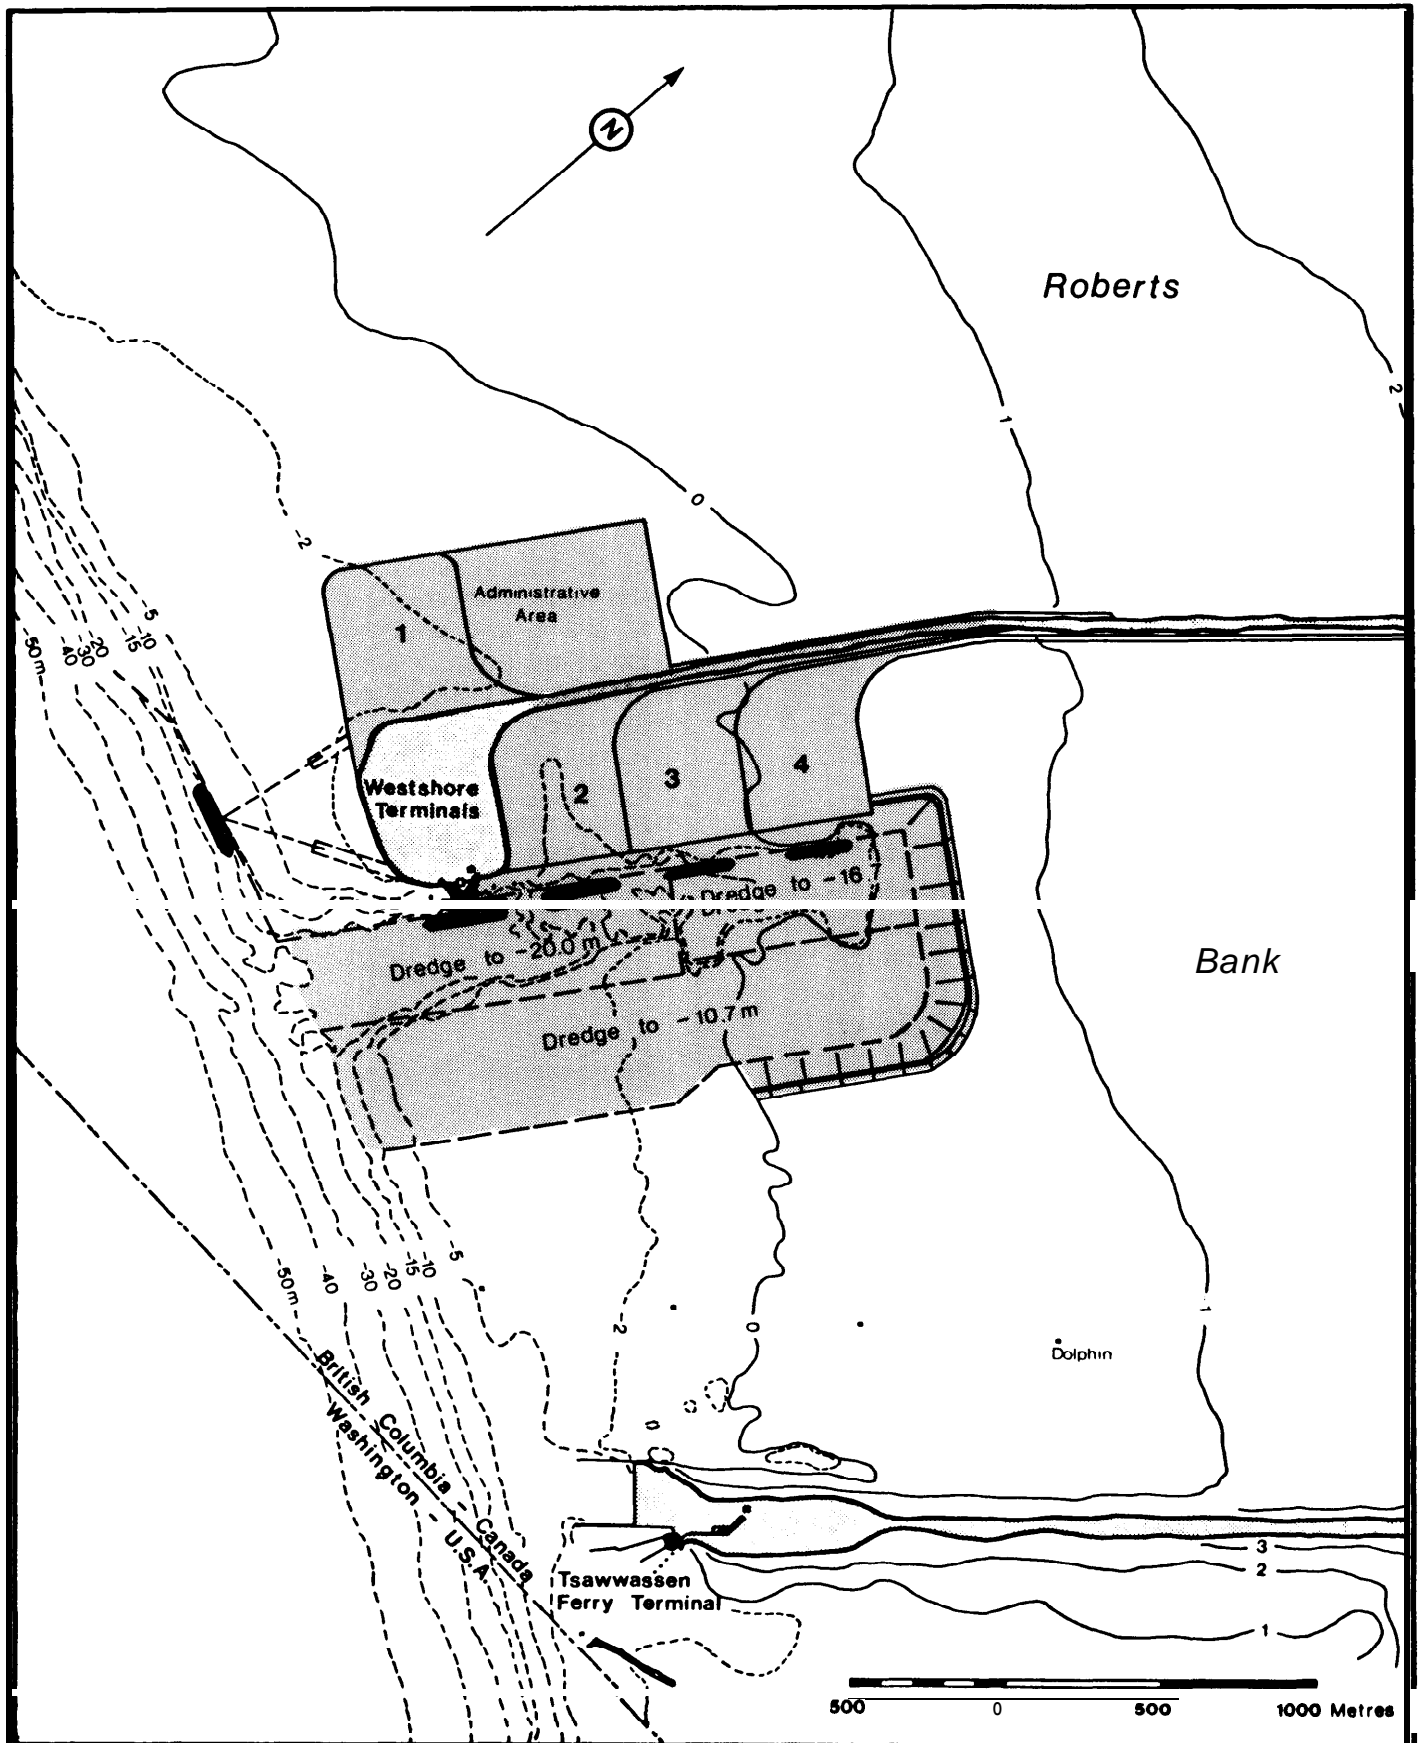 N
Roberts
2
1
0
-2
Administrative
Area
1
-5
-10
-15
-20
-30
-40
-50m
Westshore
Terminals
2
3
4
Dredge to -16
Dredge to -20.0 m
Dredge to -10.7m
Bank
-5
-10
-15
-20
-30
-40
-50m
2
0
1
Dolphin
British Columbia - Canada
Washington - U.S.A.
Tsawwassen
Ferry Terminal
3
2
1
500 0 500 1000 Metres